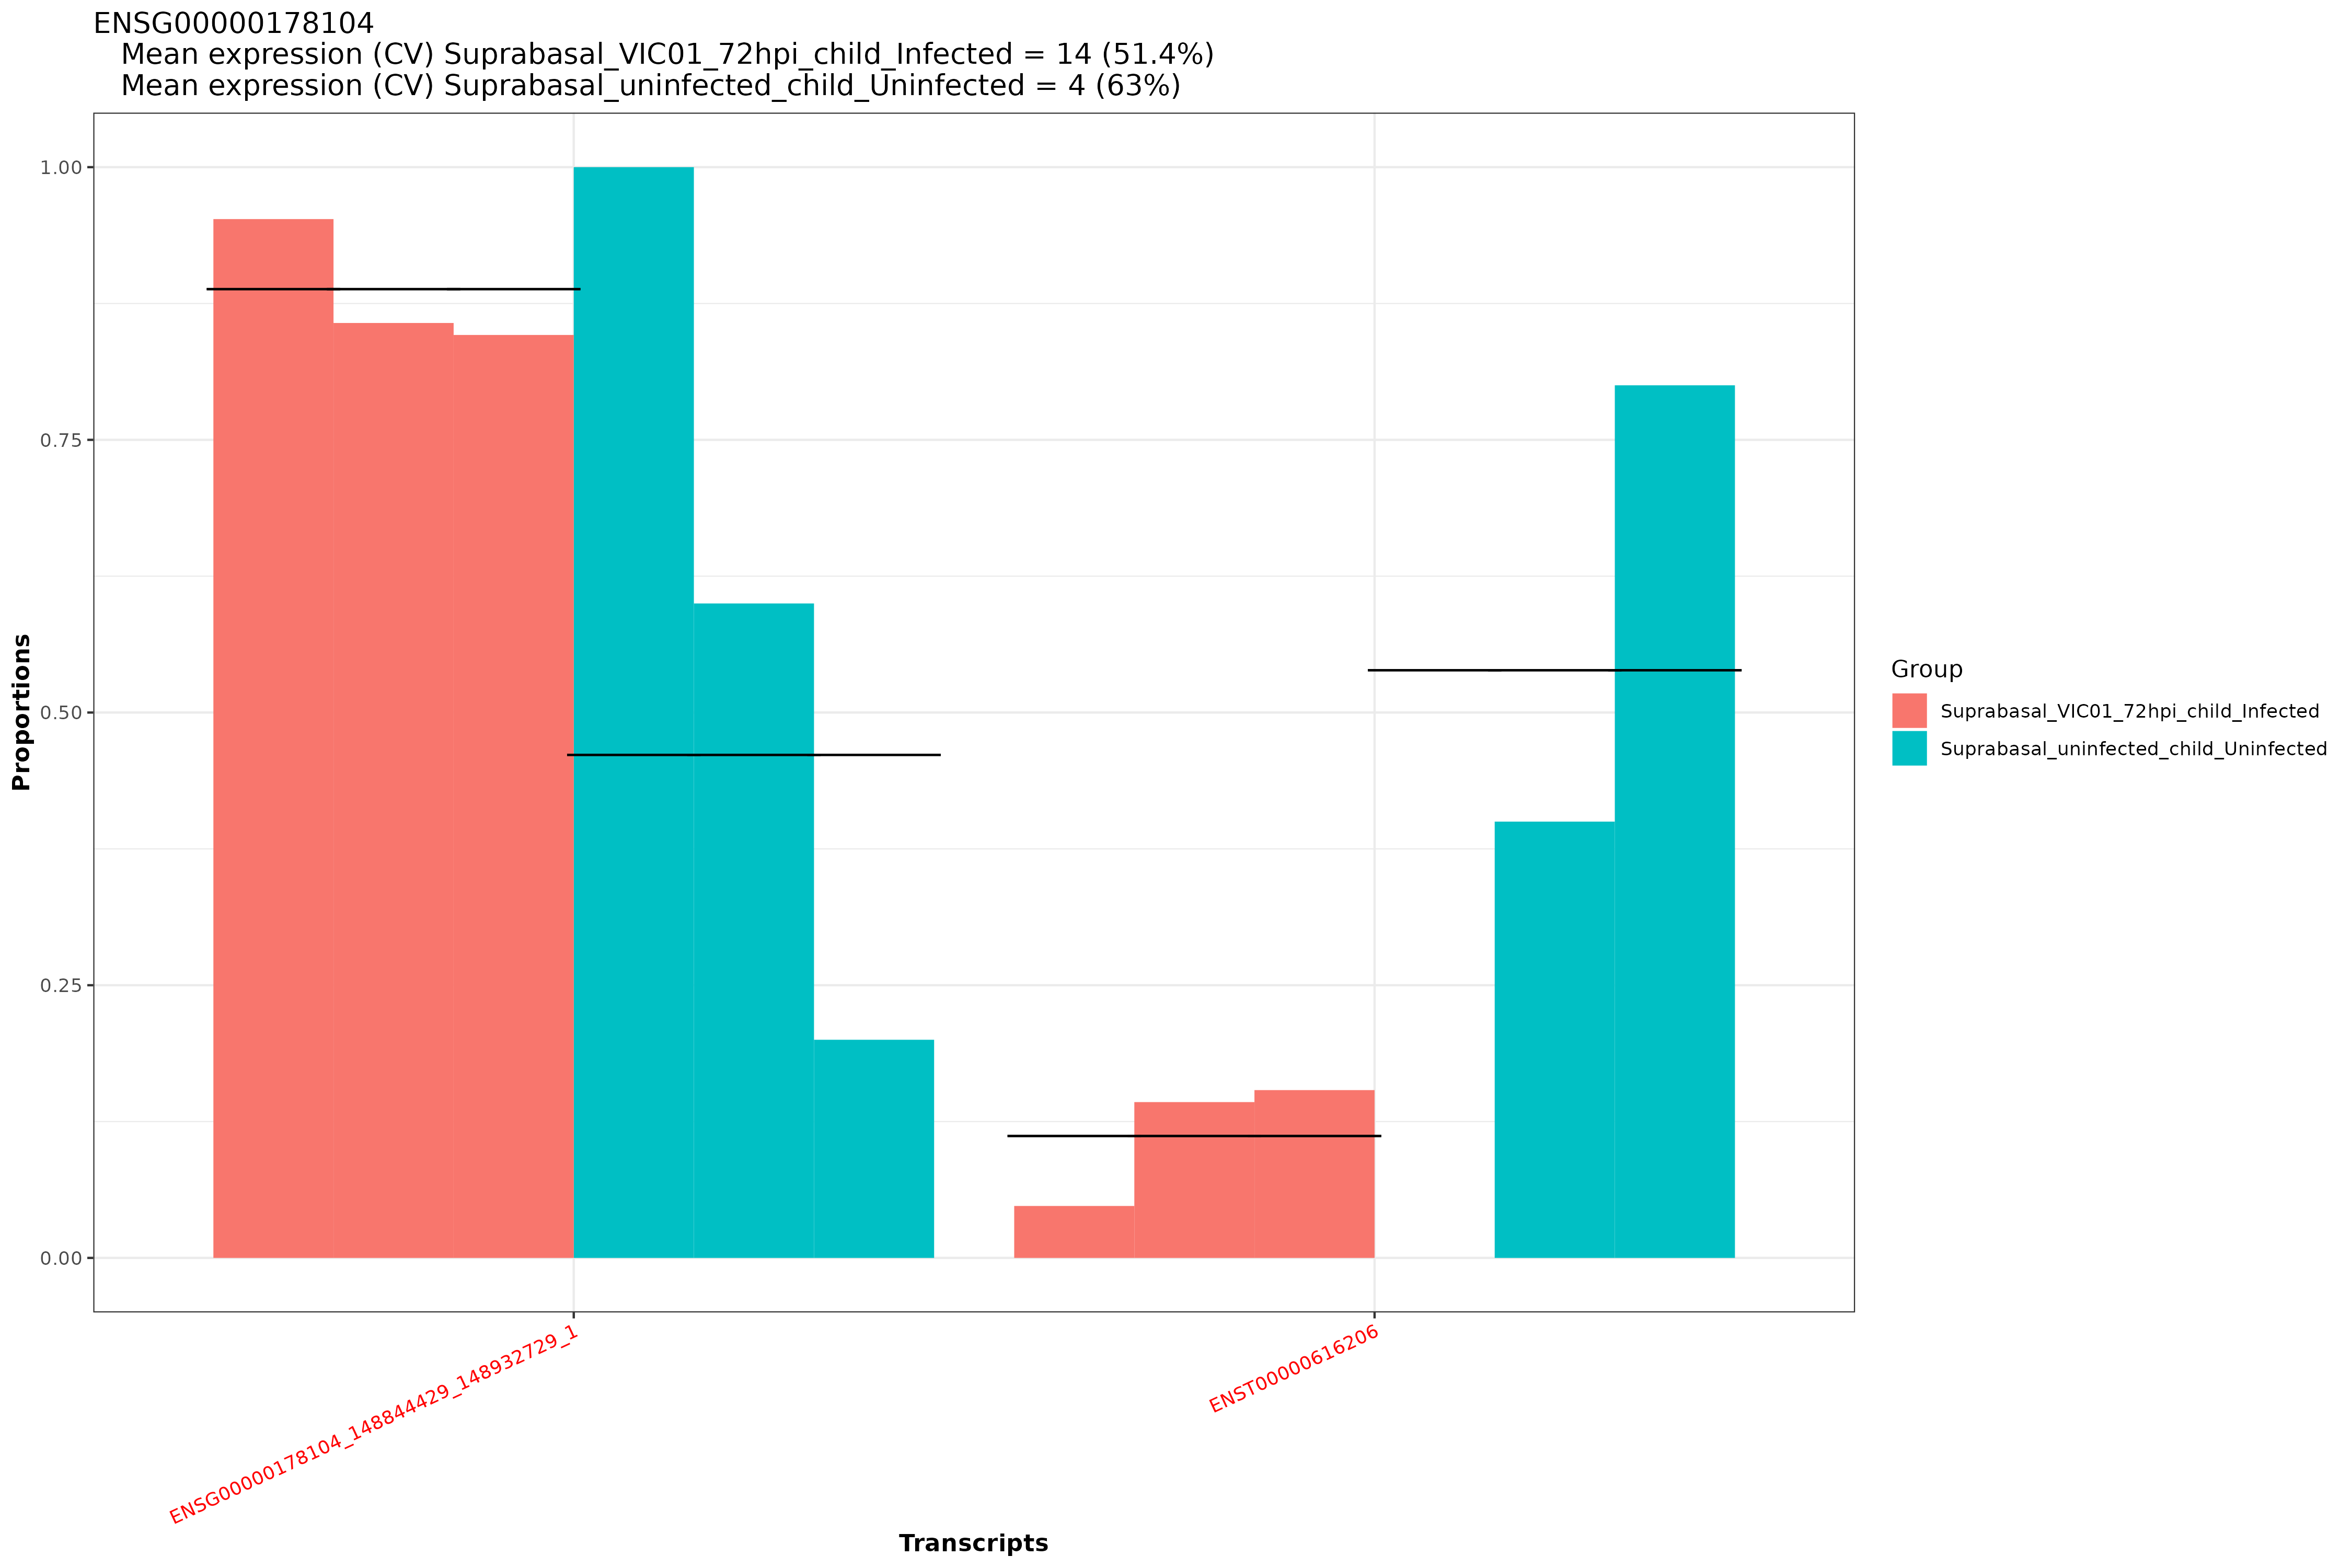 ENSG00000178104
Mean expression (CV) Suprabasal_VIC01_72hpi_child_Infected = 14 (51.4%)
Mean expression (CV) Suprabasal_uninfected_child_Uninfected = 4 (63%)
1.00
0.75
0.50
0.25
0.00
Proportions
ENSG00000178104_148844429_148932729_1
ENST00000616206
Transcripts
Group
Suprabasal_VIC01_72hpi_child_Infected
Suprabasal_uninfected_child_Uninfected